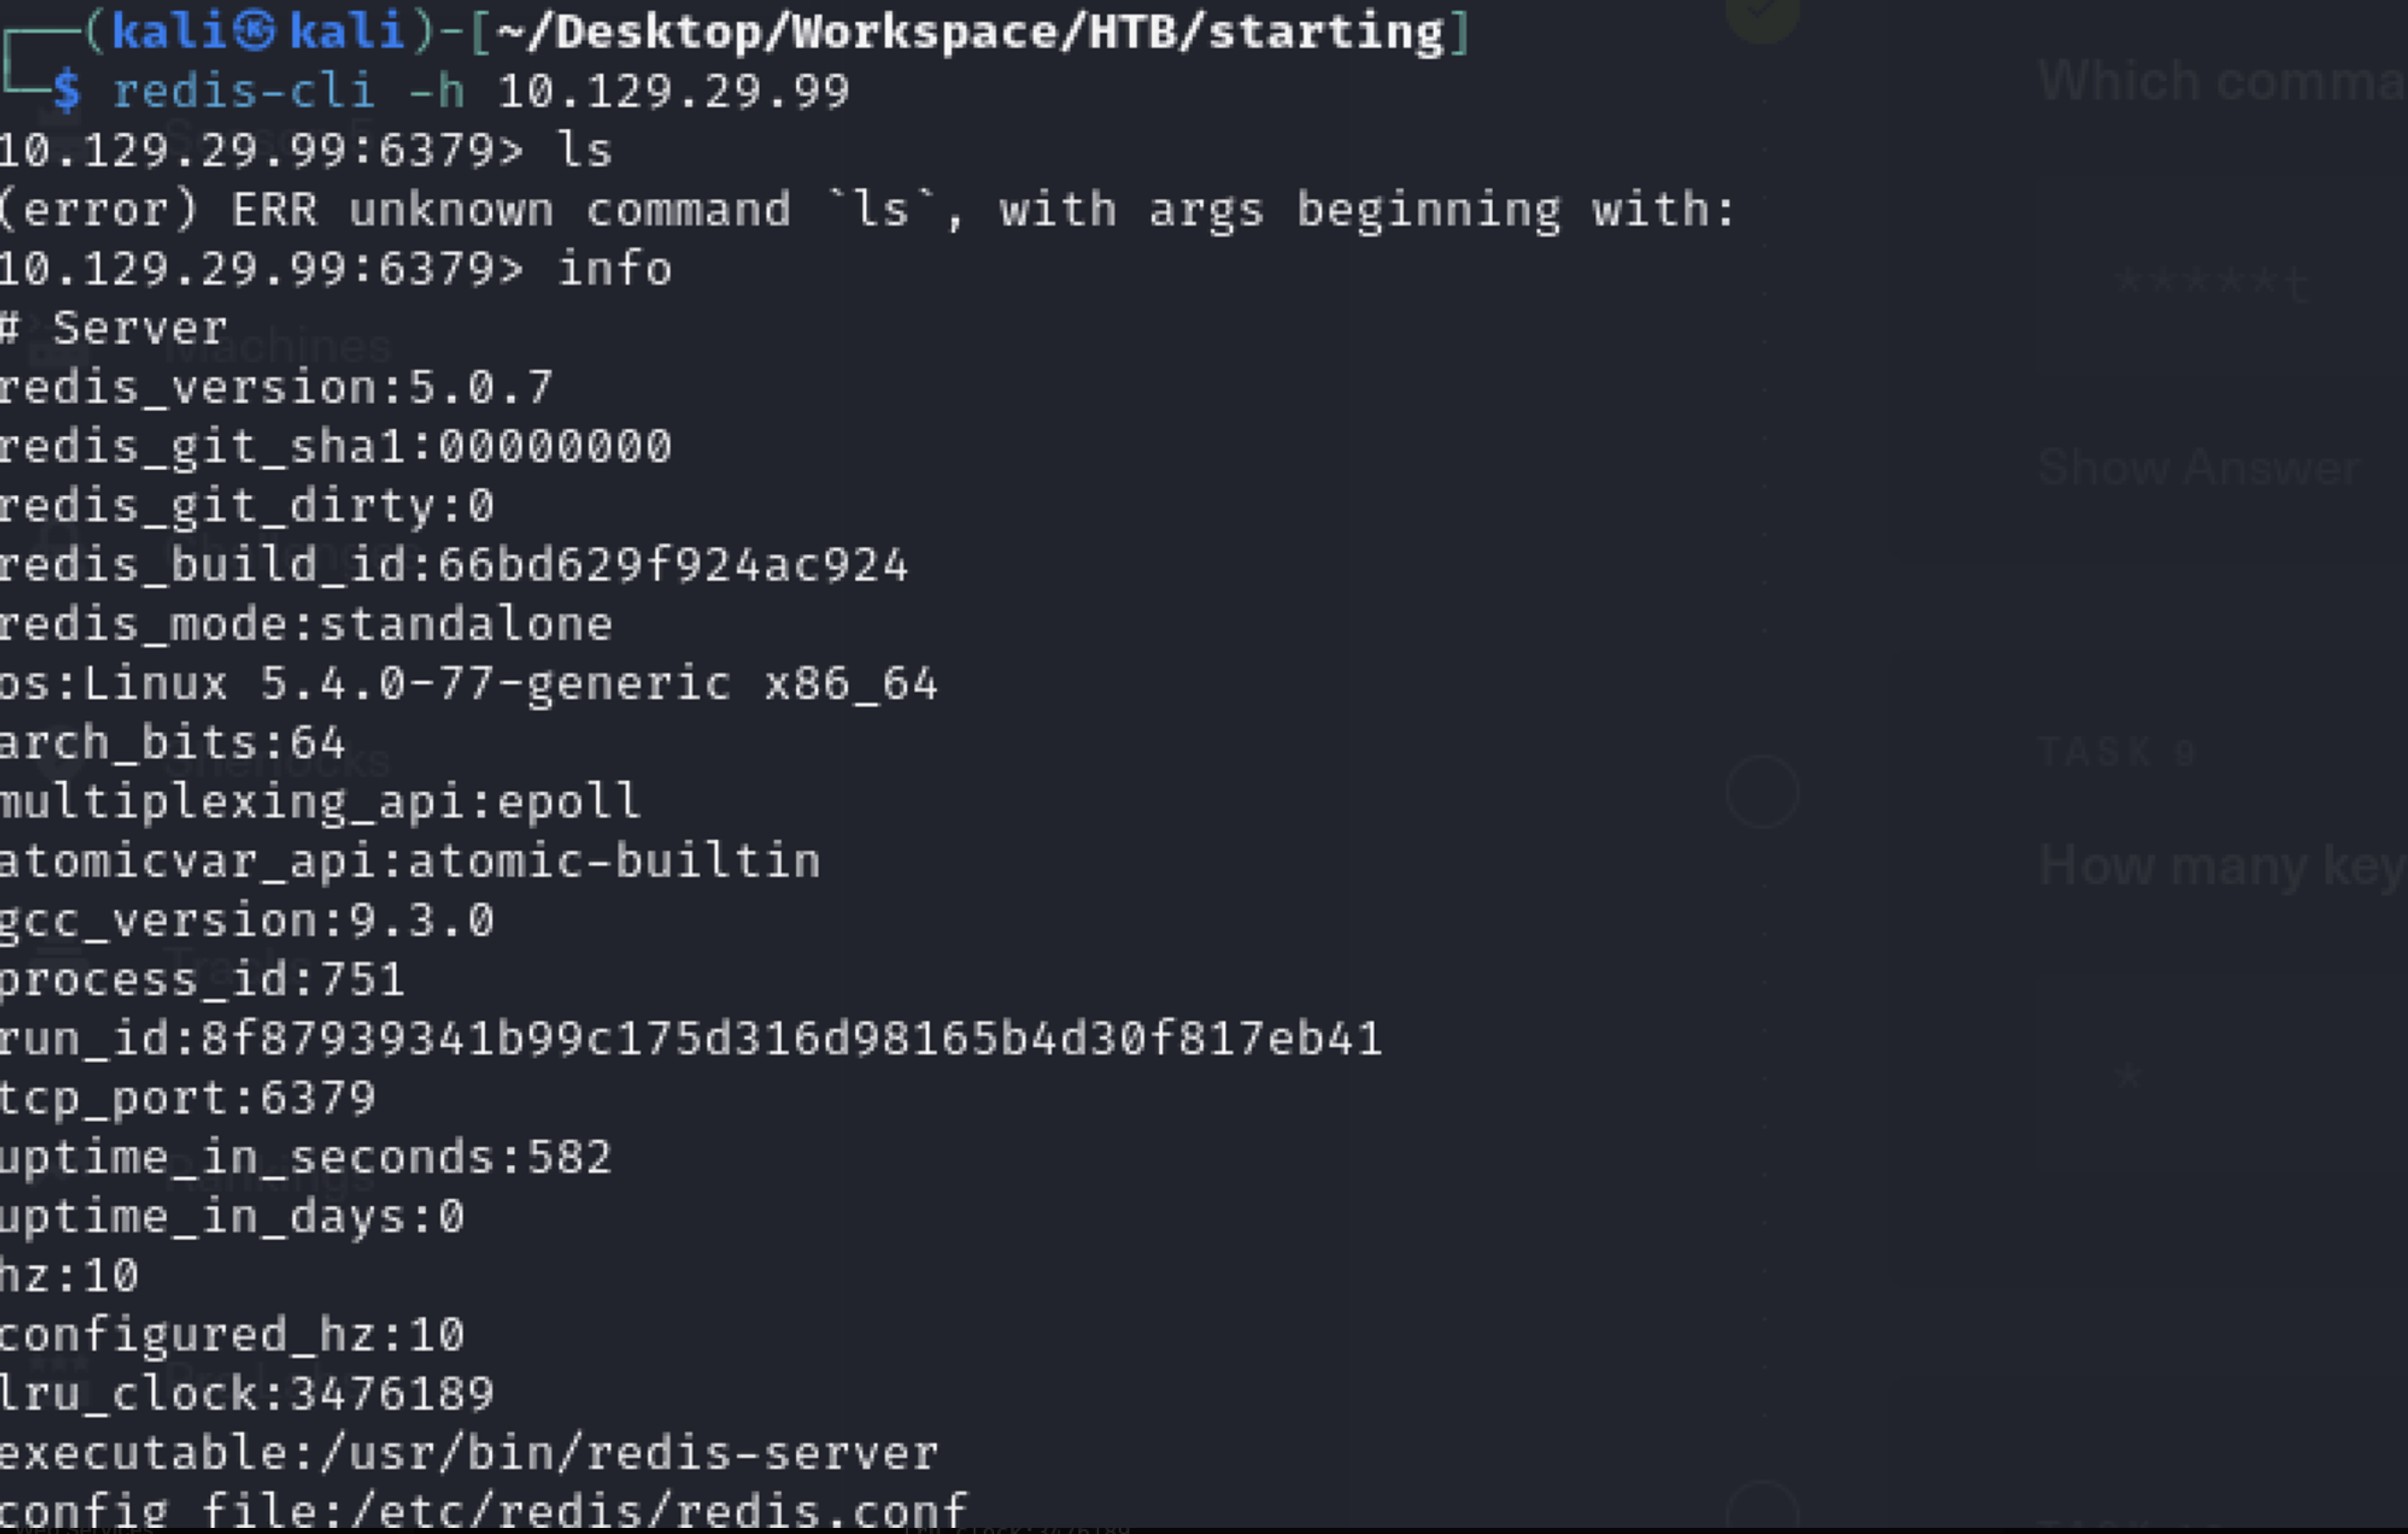 ┌──(kali㉿kali)-[~/Desktop/Workspace/HTB/starting]
└─$ redis-cli -h 10.129.29.99
10.129.29.99:6379> ls
(error) ERR unknown command `ls`, with args beginning with:
10.129.29.99:6379> info
# Server
redis_version:5.0.7
redis_git_sha1:00000000
redis_git_dirty:0
redis_build_id:66bd629f924ac924
redis_mode:standalone
os:Linux 5.4.0-77-generic x86_64
arch_bits:64
multiplexing_api:epoll
atomicvar_api:atomic-builtin
gcc_version:9.3.0
process_id:751
run_id:8f87939341b99c175d316d98165b4d30f817eb41
tcp_port:6379
uptime_in_seconds:582
uptime_in_days:0
hz:10
configured_hz:10
lru_clock:3476189
executable:/usr/bin/redis-server
config_file:/etc/redis/redis.conf
Machines
Sherlocks
Rankings
Which comma
*****t
Show Answer
TASK 9
How many key
*